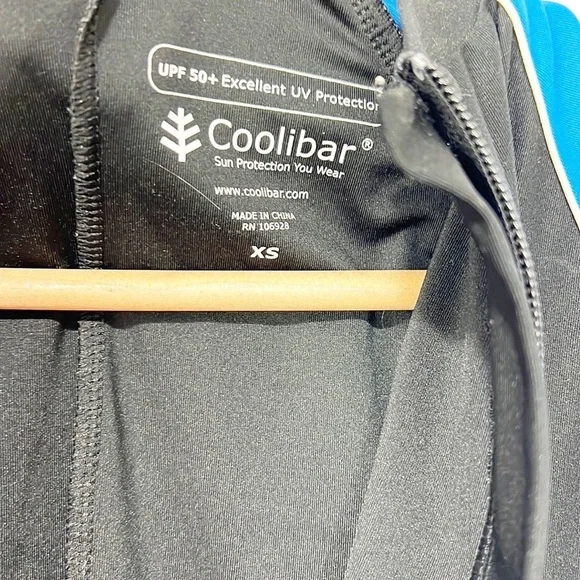 UPF 50+ Excellent UV Protection
Coolibar®
Sun Protection You Wear
www.coolibar.com
MADE IN CHINA
RN 106928
XS